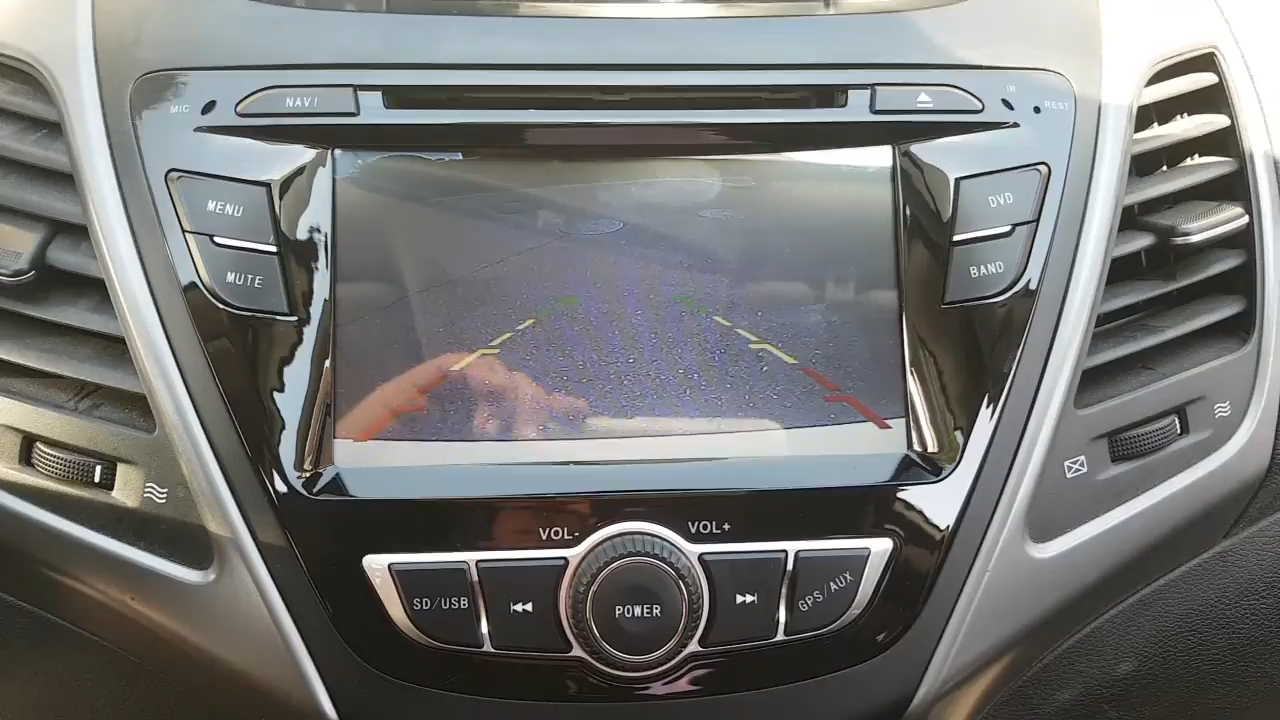 MIC
NAVI
IR
REST
MENU
MUTE
DVD
BAND
VOL-
VOL+
SD/USB
POWER
GPS/AUX